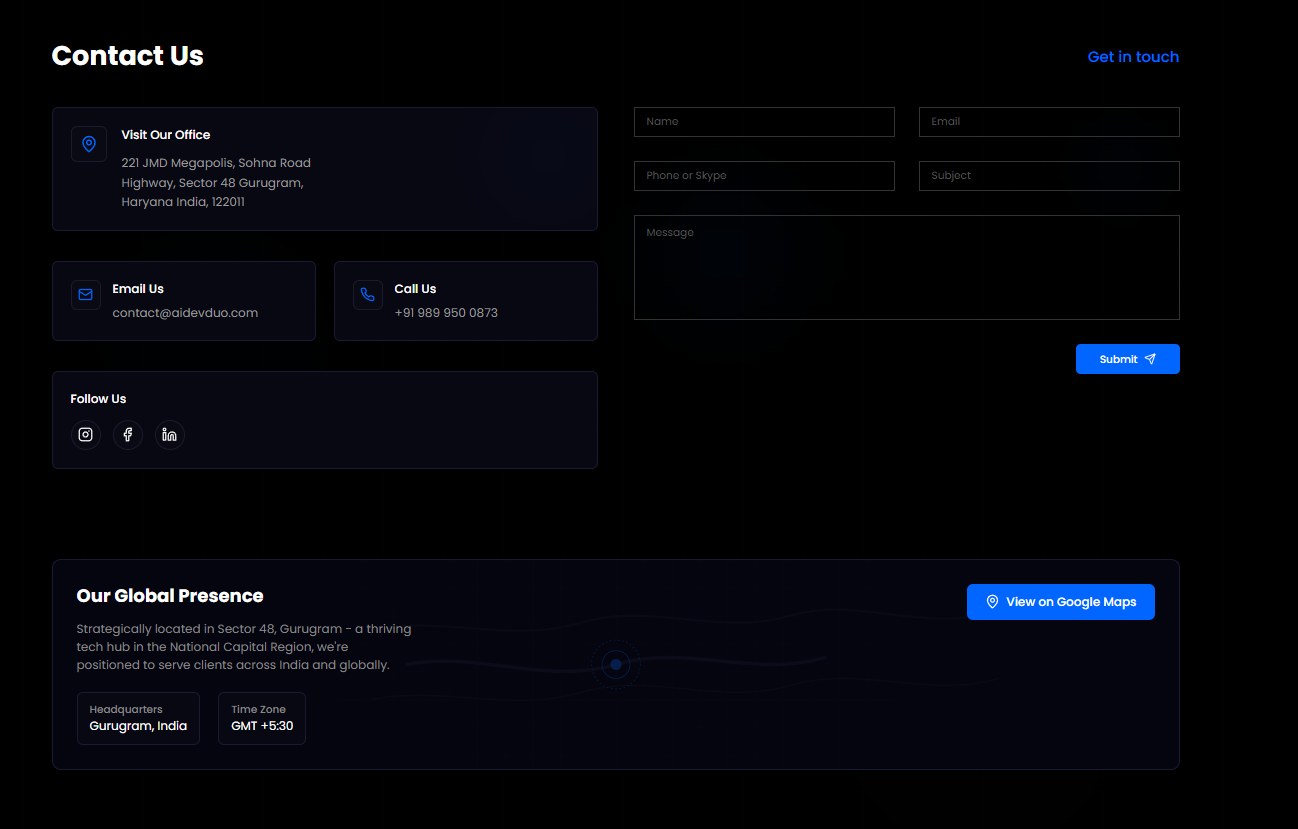 Contact Us
Get in touch
Visit Our Office
221 JMD Megapolis, Sohna Road
Highway, Sector 48 Gurugram,
Haryana India, 122011
Email Us
contact@aidevduo.com
Call Us
+91 989 950 0873
Follow Us
Name
Email
Phone or Skype
Subject
Message
Submit
Our Global Presence
Strategically located in Sector 48, Gurugram - a thriving
tech hub in the National Capital Region, we're
positioned to serve clients across India and globally.
Headquarters
Gurugram, India
Time Zone
GMT +5:30
View on Google Maps